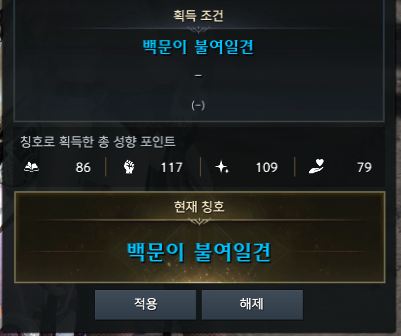 획득 조건
백문이 불여일견
–
(-)
칭호로 획득한 총 성향 포인트
86 117 109 79
현재 칭호
백문이 불여일견
적용 해제